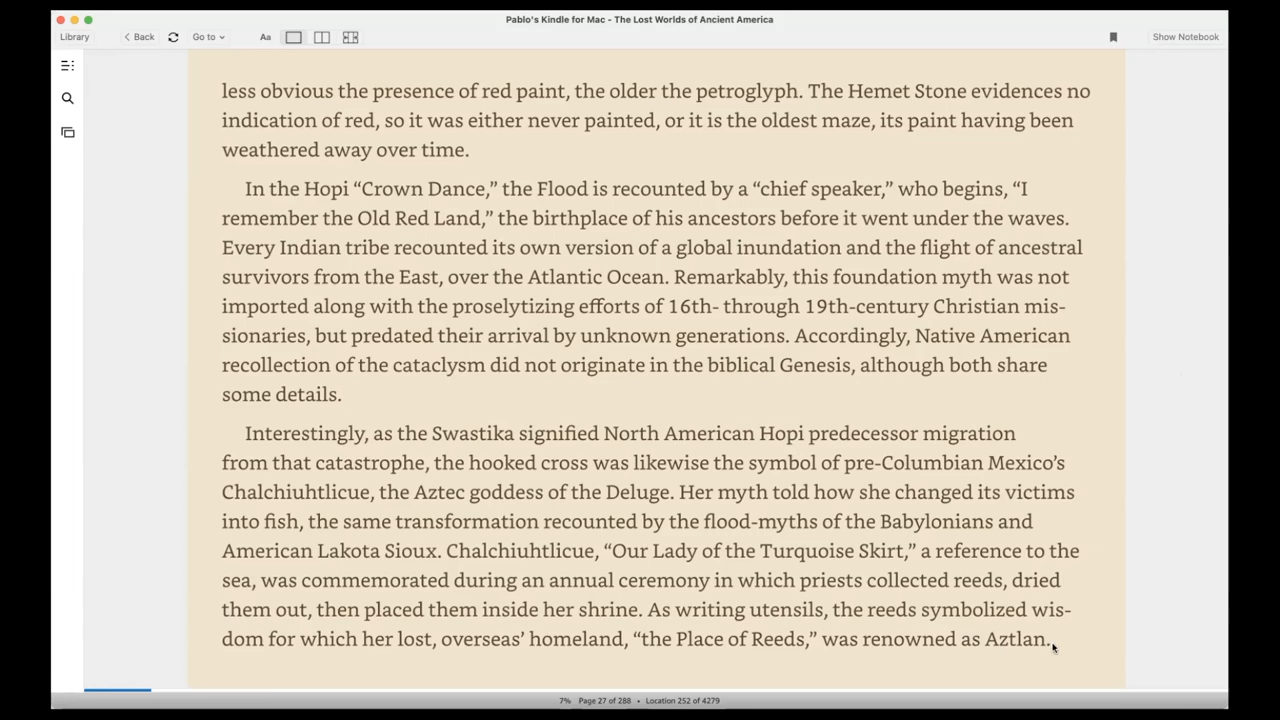 Pablo's Kindle for Mac - The Lost Worlds of Ancient America
Library
Back
Go to
Aa
Show Notebook
less obvious the presence of red paint, the older the petroglyph. The Hemet Stone evidences no
indication of red, so it was either never painted, or it is the oldest maze, its paint having been
weathered away over time.
In the Hopi “Crown Dance,” the Flood is recounted by a “chief speaker,” who begins, “I
remember the Old Red Land,” the birthplace of his ancestors before it went under the waves.
Every Indian tribe recounted its own version of a global inundation and the flight of ancestral
survivors from the East, over the Atlantic Ocean. Remarkably, this foundation myth was not
imported along with the proselytizing efforts of 16th- through 19th-century Christian mis-
sionaries, but predated their arrival by unknown generations. Accordingly, Native American
recollection of the cataclysm did not originate in the biblical Genesis, although both share
some details.
Interestingly, as the Swastika signified North American Hopi predecessor migration
from that catastrophe, the hooked cross was likewise the symbol of pre-Columbian Mexico’s
Chalchiuhtlicue, the Aztec goddess of the Deluge. Her myth told how she changed its victims
into fish, the same transformation recounted by the flood-myths of the Babylonians and
American Lakota Sioux. Chalchiuhtlicue, “Our Lady of the Turquoise Skirt,” a reference to the
sea, was commemorated during an annual ceremony in which priests collected reeds, dried
them out, then placed them inside her shrine. As writing utensils, the reeds symbolized wis-
dom for which her lost, overseas’ homeland, “the Place of Reeds,” was renowned as Aztlan.
7% Page 27 of 288 • Location 252 of 4279